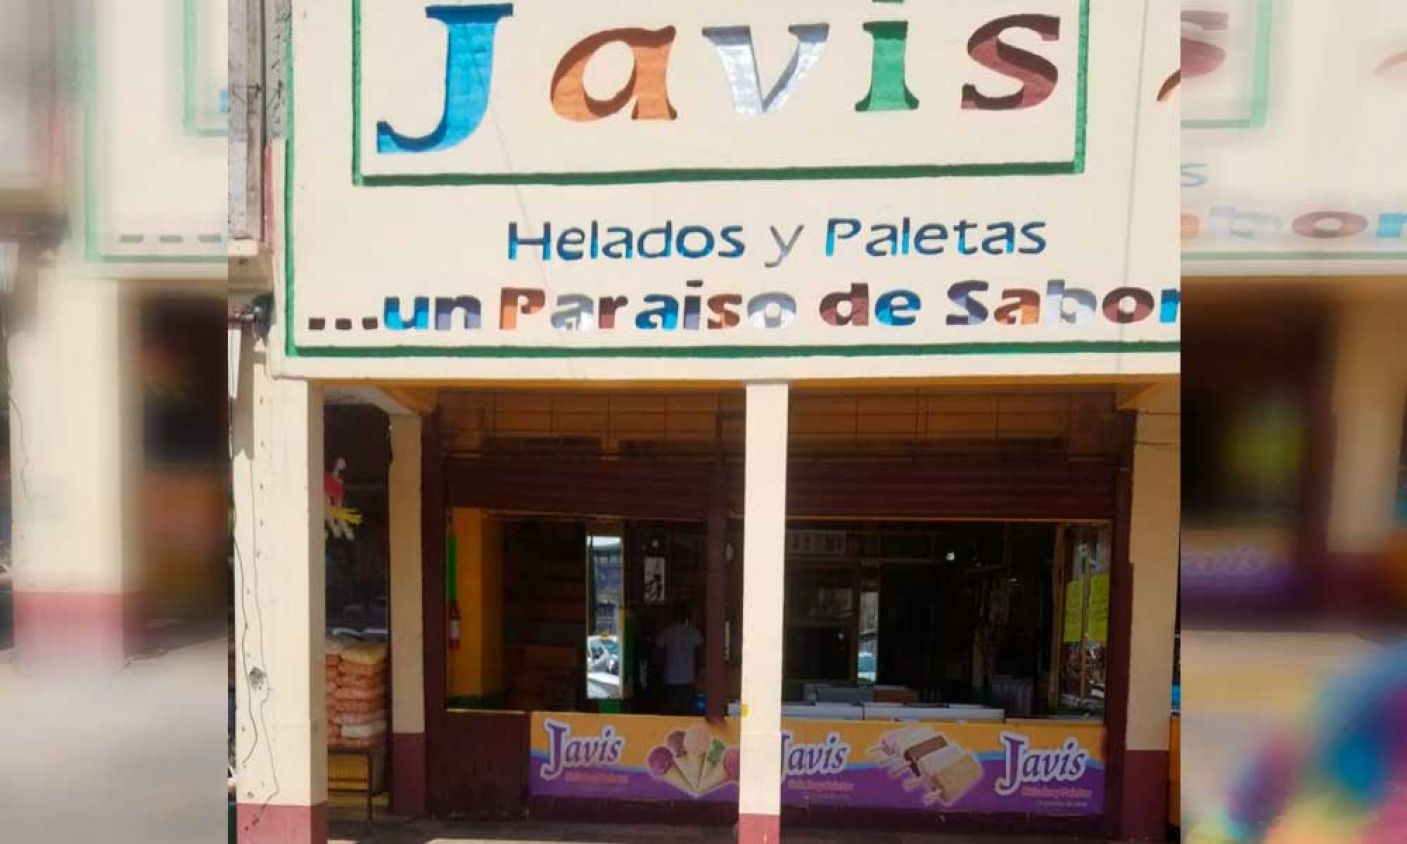 Javis
Helados y Paletas
...un Paraiso de Sabor
Javis
Javis
Javis